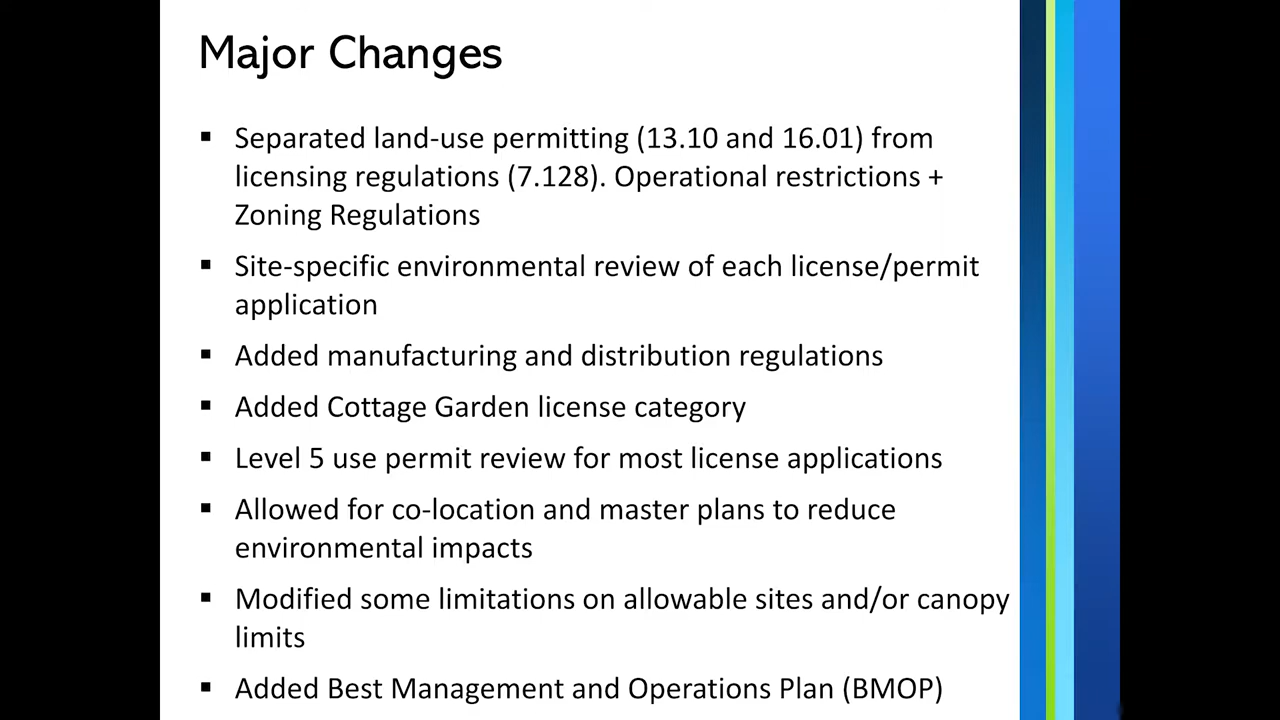 Major Changes
▪ Separated land-use permitting (13.10 and 16.01) from
licensing regulations (7.128). Operational restrictions +
Zoning Regulations
▪ Site-specific environmental review of each license/permit
application
▪ Added manufacturing and distribution regulations
▪ Added Cottage Garden license category
▪ Level 5 use permit review for most license applications
▪ Allowed for co-location and master plans to reduce
environmental impacts
▪ Modified some limitations on allowable sites and/or canopy
limits
▪ Added Best Management and Operations Plan (BMOP)